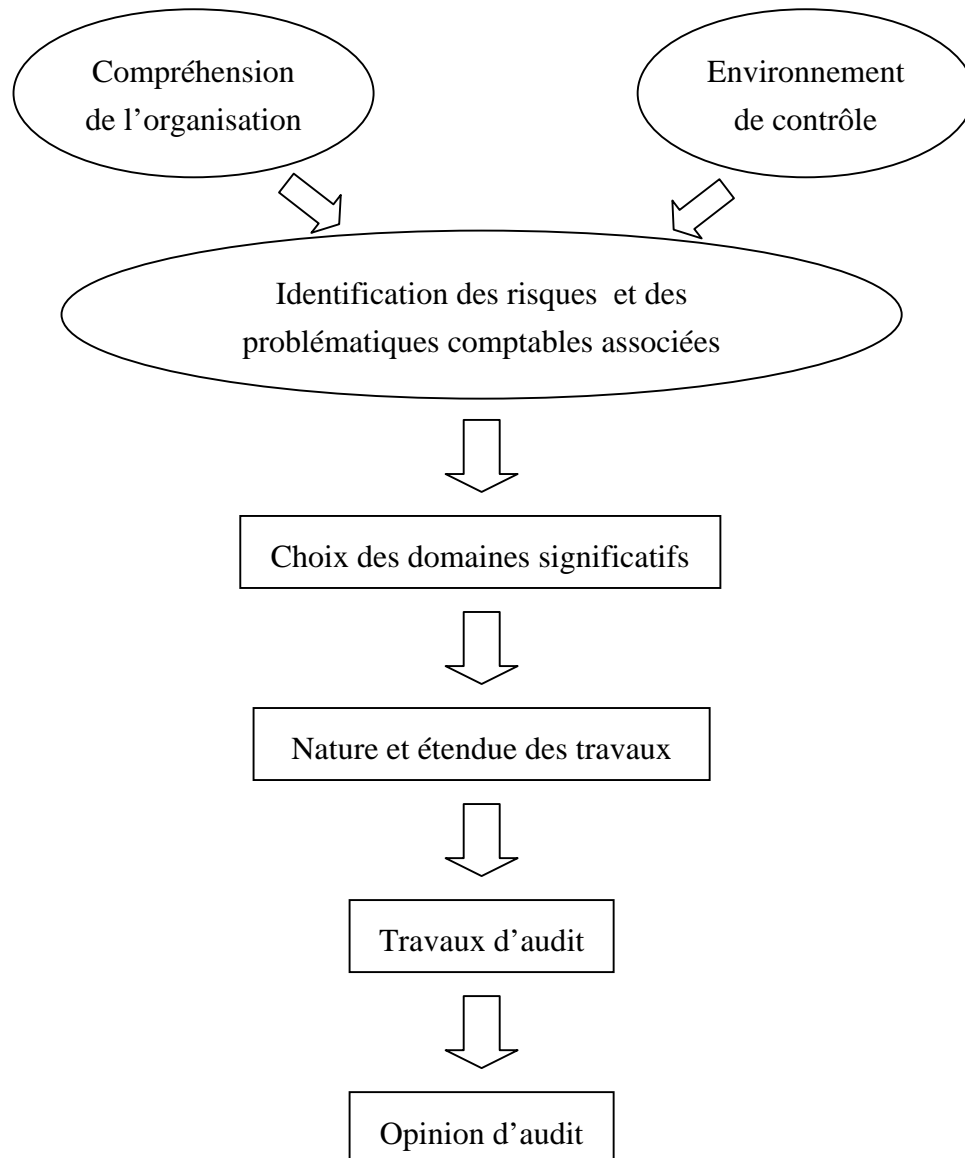 Compréhension
de l’organisation
Environnement
de contrôle
Identification des risques  et des
problématiques comptables associées
Choix des domaines significatifs
Nature et étendue des travaux
Travaux d’audit
Opinion d’audit